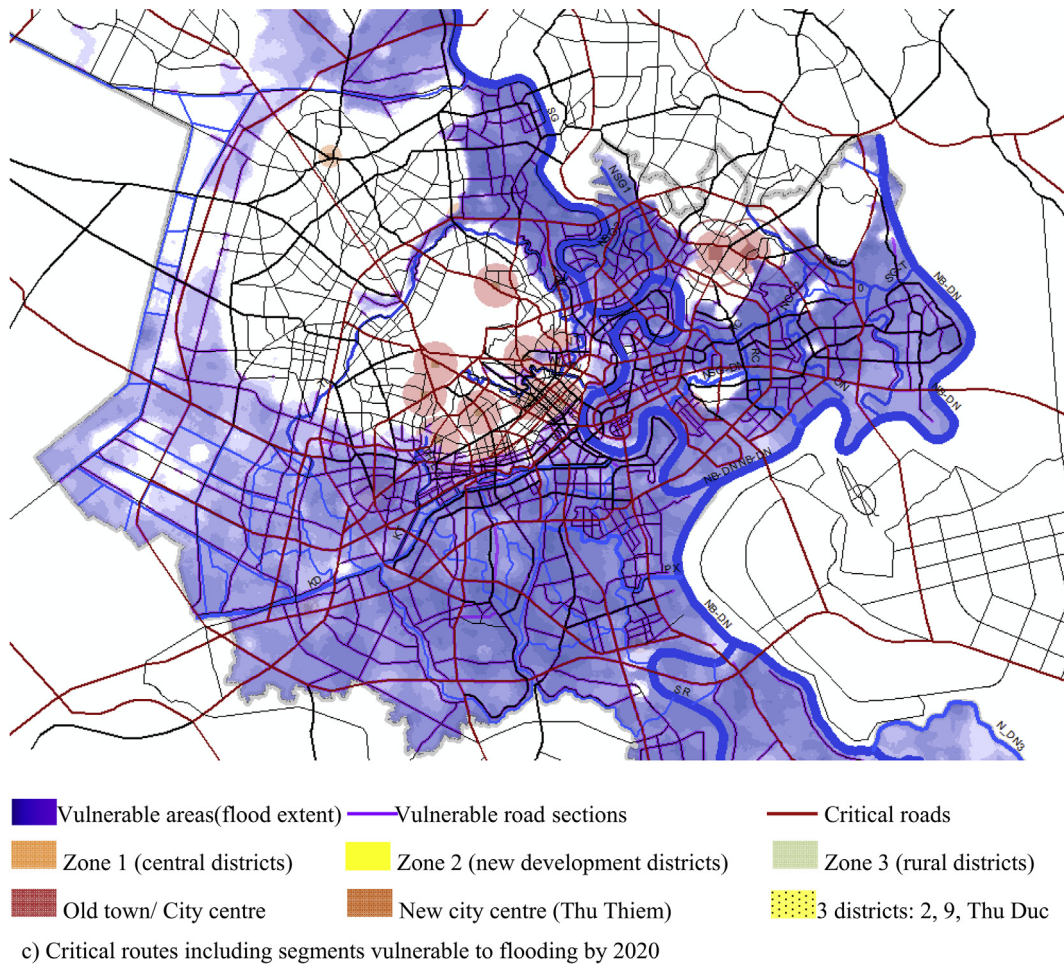 SG
NSG1
NB-DN
SG-T
NB-DN
NSG-DN
NB-DN NB-DN
PX
KD
NB-DN
SR
N_DN3
Vulnerable areas(flood extent)
Vulnerable road sections
Critical roads
Zone 1 (central districts)
Zone 2 (new development districts)
Zone 3 (rural districts)
Old town/ City centre
New city centre (Thu Thiem)
3 districts: 2, 9, Thu Duc
c) Critical routes including segments vulnerable to flooding by 2020